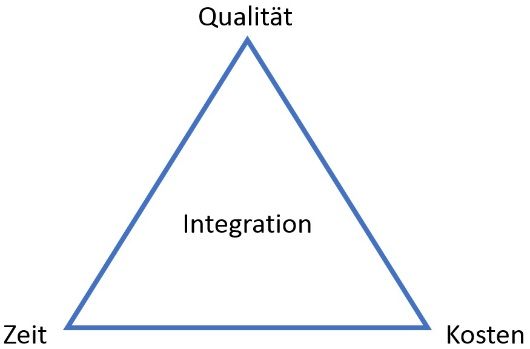 Qualität
Integration
Zeit
Kosten